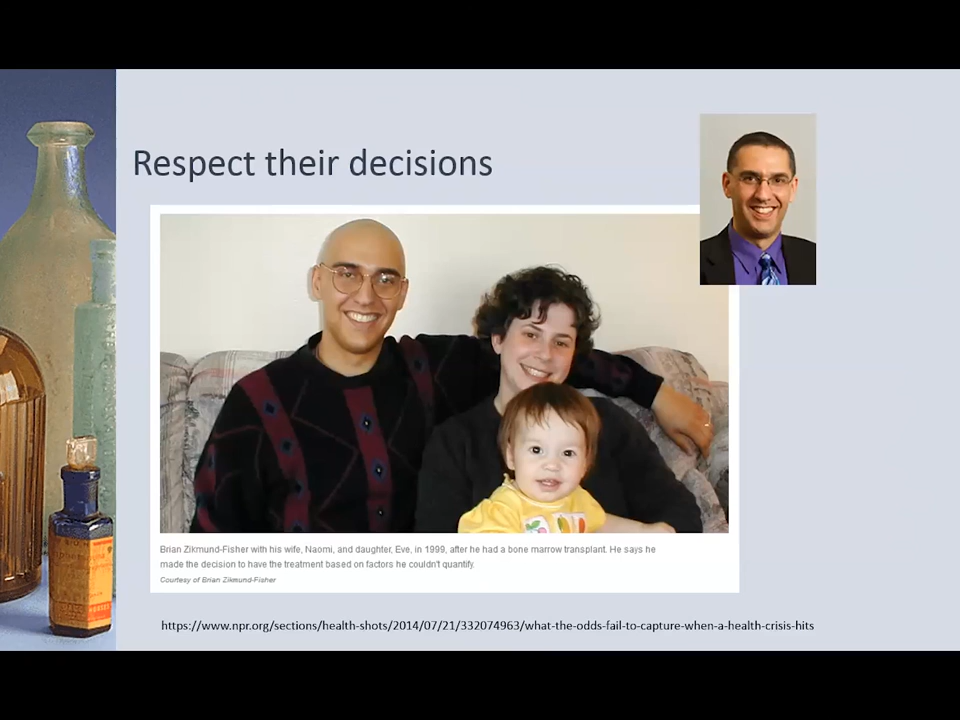 Respect their decisions
Brian Zikmund-Fisher with his wife, Naomi, and daughter, Eve, in 1999, after he had a bone marrow transplant. He says he
made the decision to have the treatment based on factors he couldn't quantify.
Courtesy of Brian Zikmund-Fisher
https://www.npr.org/sections/health-shots/2014/07/21/332074963/what-the-odds-fail-to-capture-when-a-health-crisis-hits